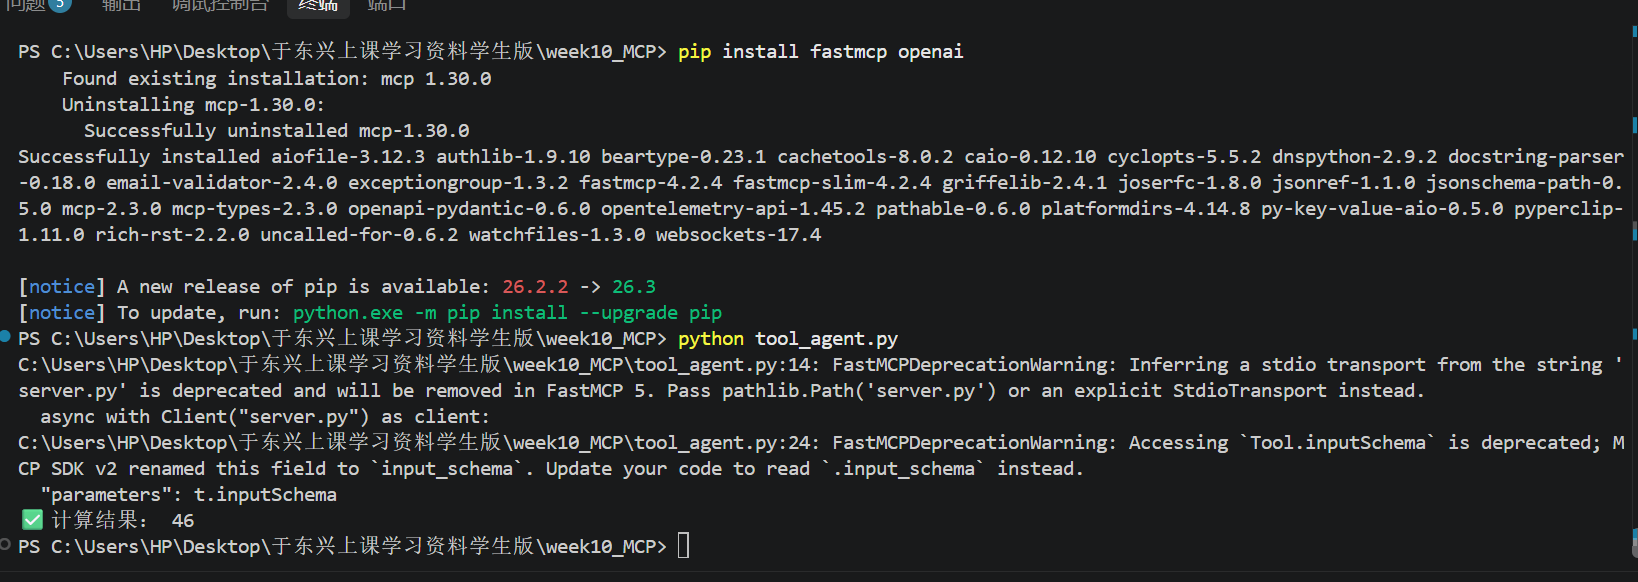 问题 5 输出 调试控制台 终端 端口
PS C:\Users\HP\Desktop\于东兴上课学习资料学生版\week10_MCP> pip install fastmcp openai
    Found existing installation: mcp 1.30.0
    Uninstalling mcp-1.30.0:
      Successfully uninstalled mcp-1.30.0
Successfully installed aiofile-3.12.3 authlib-1.9.10 beartype-0.23.1 cachetools-8.0.2 caio-0.12.10 cyclopts-5.5.2 dnspython-2.9.2 docstring-parser
-0.18.0 email-validator-2.4.0 exceptiongroup-1.3.2 fastmcp-4.2.4 fastmcp-slim-4.2.4 griffelib-2.4.1 joserfc-1.8.0 jsonref-1.1.0 jsonschema-path-0.
5.0 mcp-2.3.0 mcp-types-2.3.0 openapi-pydantic-0.6.0 opentelemetry-api-1.45.2 pathable-0.6.0 platformdirs-4.14.8 py-key-value-aio-0.5.0 pyperclip-
1.11.0 rich-rst-2.2.0 uncalled-for-0.6.2 watchfiles-1.3.0 websockets-17.4
[notice] A new release of pip is available: 26.2.2 -> 26.3
[notice] To update, run: python.exe -m pip install --upgrade pip
PS C:\Users\HP\Desktop\于东兴上课学习资料学生版\week10_MCP> python tool_agent.py
C:\Users\HP\Desktop\于东兴上课学习资料学生版\week10_MCP\tool_agent.py:14: FastMCPDeprecationWarning: Inferring a stdio transport from the string '
server.py' is deprecated and will be removed in FastMCP 5. Pass pathlib.Path('server.py') or an explicit StdioTransport instead.
  async with Client("server.py") as client:
C:\Users\HP\Desktop\于东兴上课学习资料学生版\week10_MCP\tool_agent.py:24: FastMCPDeprecationWarning: Accessing `Tool.inputSchema` is deprecated; M
CP SDK v2 renamed this field to `input_schema`. Update your code to read `.input_schema` instead.
  "parameters": t.inputSchema
✅ 计算结果： 46
PS C:\Users\HP\Desktop\于东兴上课学习资料学生版\week10_MCP>